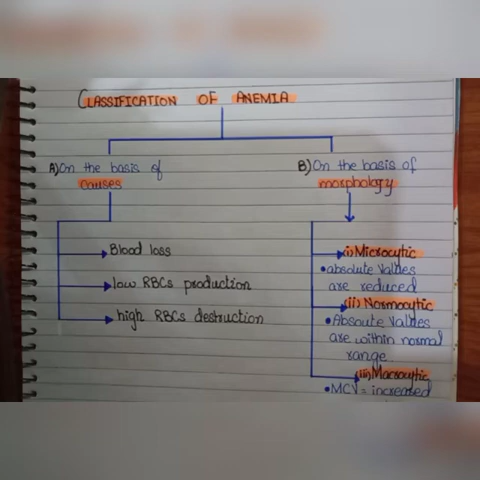 CLASSIFICATION OF ANEMIA
A) On the basis of
causes
Blood loss
low RBCs production
high RBCs destruction
B) On the basis of
morphology
(i) Microcytic
• absolute values
are reduced
(ii) Normocytic
• Absoute values
are within normal
range
(iii) Macrocytic
• MCV = increased